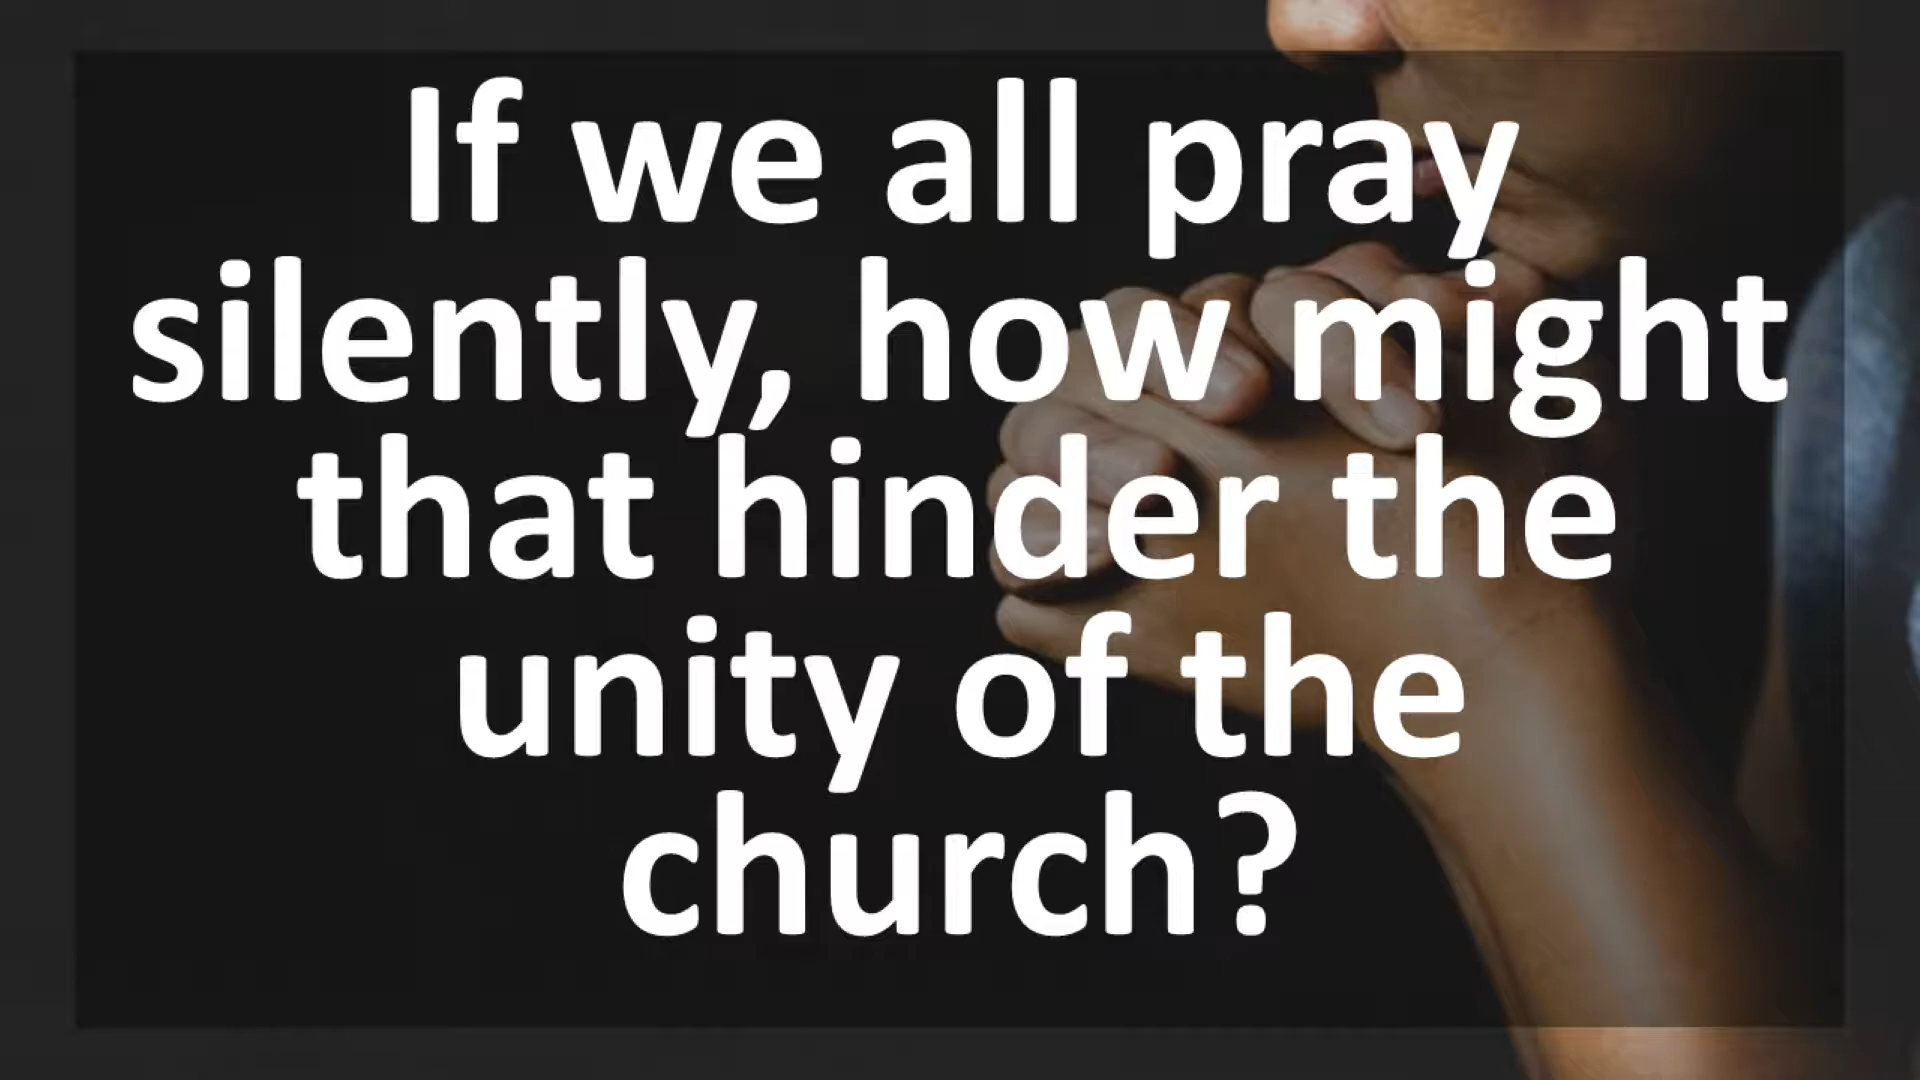 If we all pray
silently, how might
that hinder the
unity of the
church?